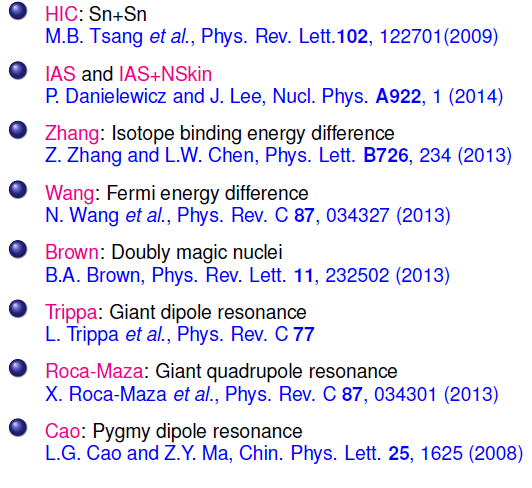 HIC: Sn+Sn
M.B. Tsang et al., Phys. Rev. Lett.102, 122701(2009)
IAS and IAS+NSkin
P. Danielewicz and J. Lee, Nucl. Phys. A922, 1 (2014)
Zhang: Isotope binding energy difference
Z. Zhang and L.W. Chen, Phys. Lett. B726, 234 (2013)
Wang: Fermi energy difference
N. Wang et al., Phys. Rev. C 87, 034327 (2013)
Brown: Doubly magic nuclei
B.A. Brown, Phys. Rev. Lett. 11, 232502 (2013)
Trippa: Giant dipole resonance
L. Trippa et al., Phys. Rev. C 77
Roca-Maza: Giant quadrupole resonance
X. Roca-Maza et al., Phys. Rev. C 87, 034301 (2013)
Cao: Pygmy dipole resonance
L.G. Cao and Z.Y. Ma, Chin. Phys. Lett. 25, 1625 (2008)